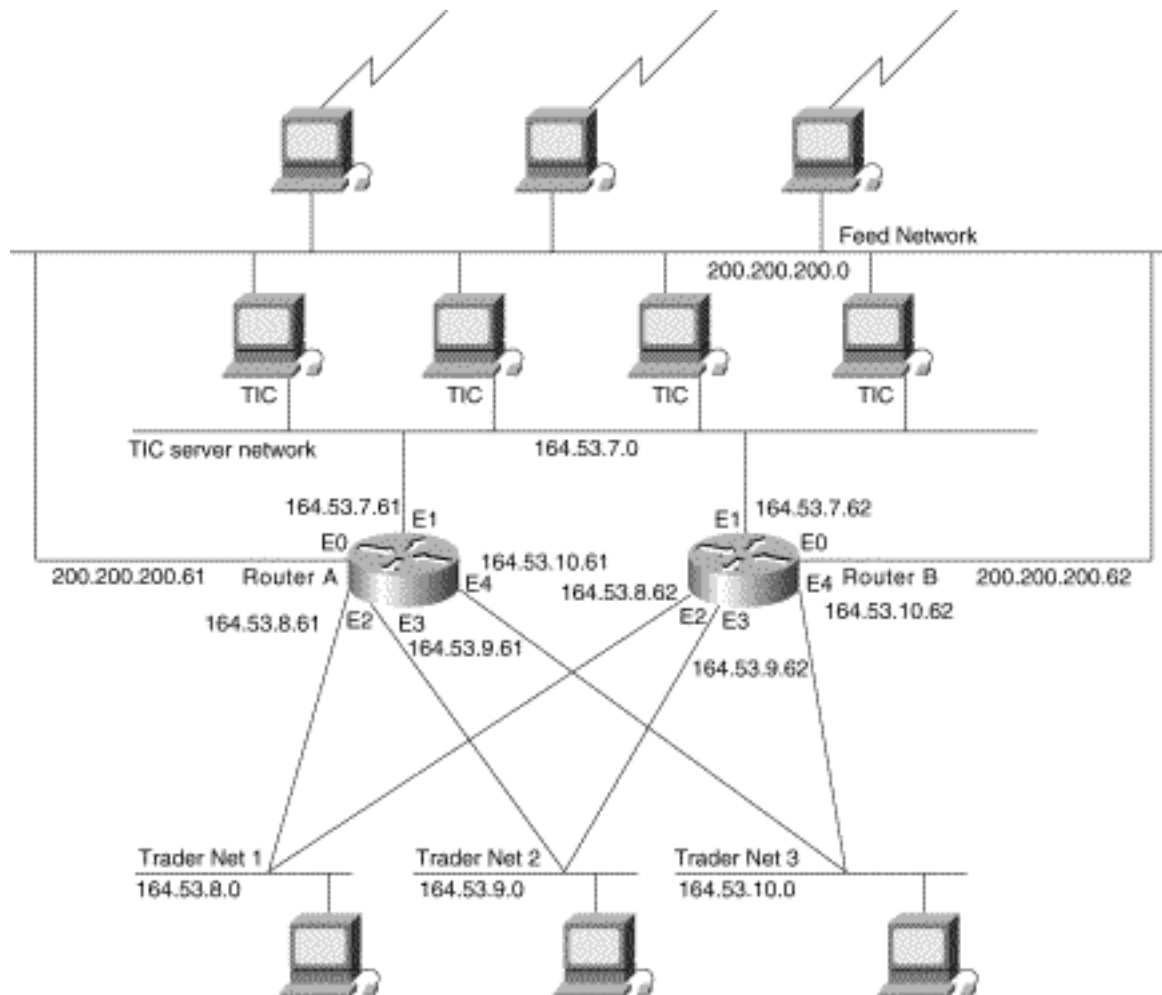 Feed Network
200.200.200.0
TIC
TIC
TIC
TIC
TIC server network
164.53.7.0
164.53.7.61
E1
164.53.7.62
E1
E0
E0
200.200.200.61
Router A
164.53.10.61
E4
164.53.8.62
E4
Router B
200.200.200.62
164.53.8.61
E2
E3
164.53.9.61
E2
E3
164.53.10.62
164.53.9.62
Trader Net 1
164.53.8.0
Trader Net 2
164.53.9.0
Trader Net 3
164.53.10.0